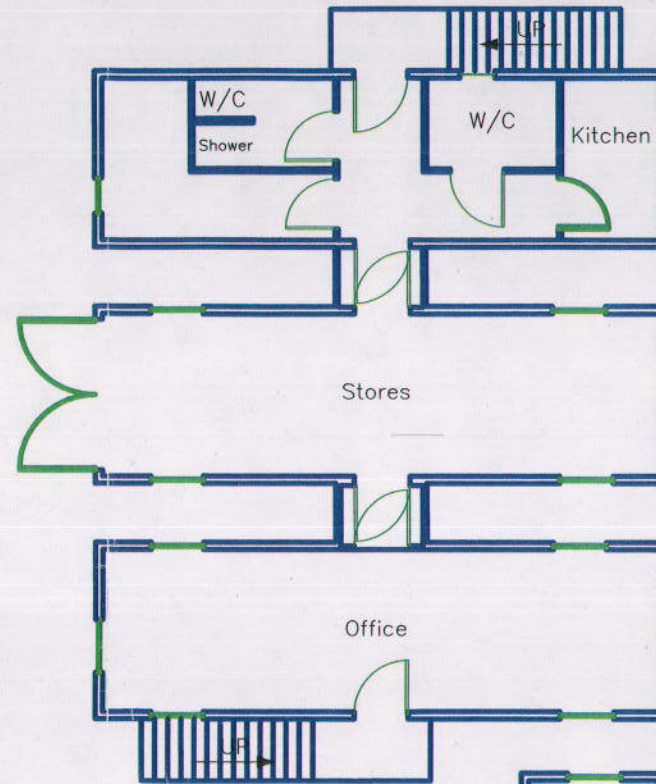 UP
W/C
W/C
Shower
Kitchen
Stores
Office
UP